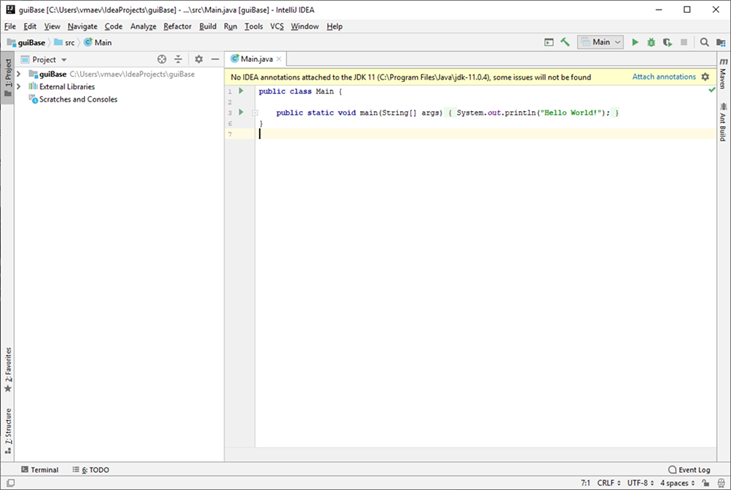 guiBase [C:\Users\vmaev\IdeaProjects\guiBase] - ...\src\Main.java [guiBase] - IntelliJ IDEA
File Edit View Navigate Code Analyze Refactor Build Run Tools VCS Window Help
guiBase src Main
Main
1: Project
Project
guiBase C:\Users\vmaev\IdeaProjects\guiBase
External Libraries
Scratches and Consoles
Main.java
No IDEA annotations attached to the JDK 11 (C:\Program Files\Java\jdk-11.0.4), some issues will not be found Attach annotations
1 public class Main {
2
3 public static void main(String[] args) { System.out.println("Hello World!"); }
6 }
7
Maven
Ant Build
2: Favorites
7: Structure
Terminal 6: TODO Event Log
7:1 CRLF UTF-8 4 spaces